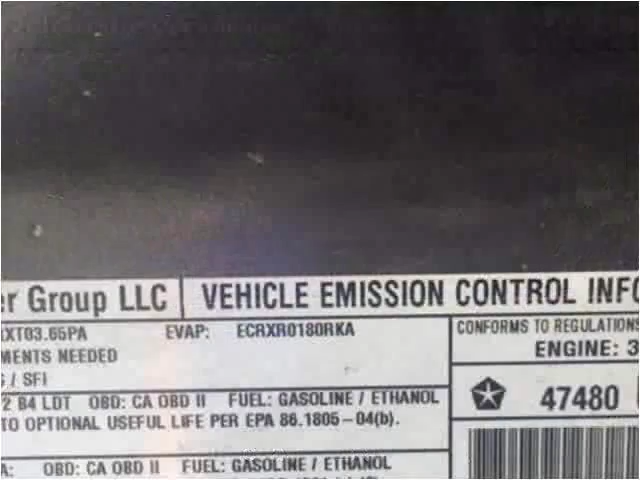 er Group LLC VEHICLE EMISSION CONTROL INFO
XT03.65PA EVAP: ECRXR0180RKA
CONFORMS TO REGULATIONS
MENTS NEEDED
ENGINE: 3
/ SFI
47480
2 B4 LDT OBD: CA OBD II FUEL: GASOLINE / ETHANOL
TO OPTIONAL USEFUL LIFE PER EPA 86.1805-04(b).
A: OBD: CA OBD II FUEL: GASOLINE / ETHANOL